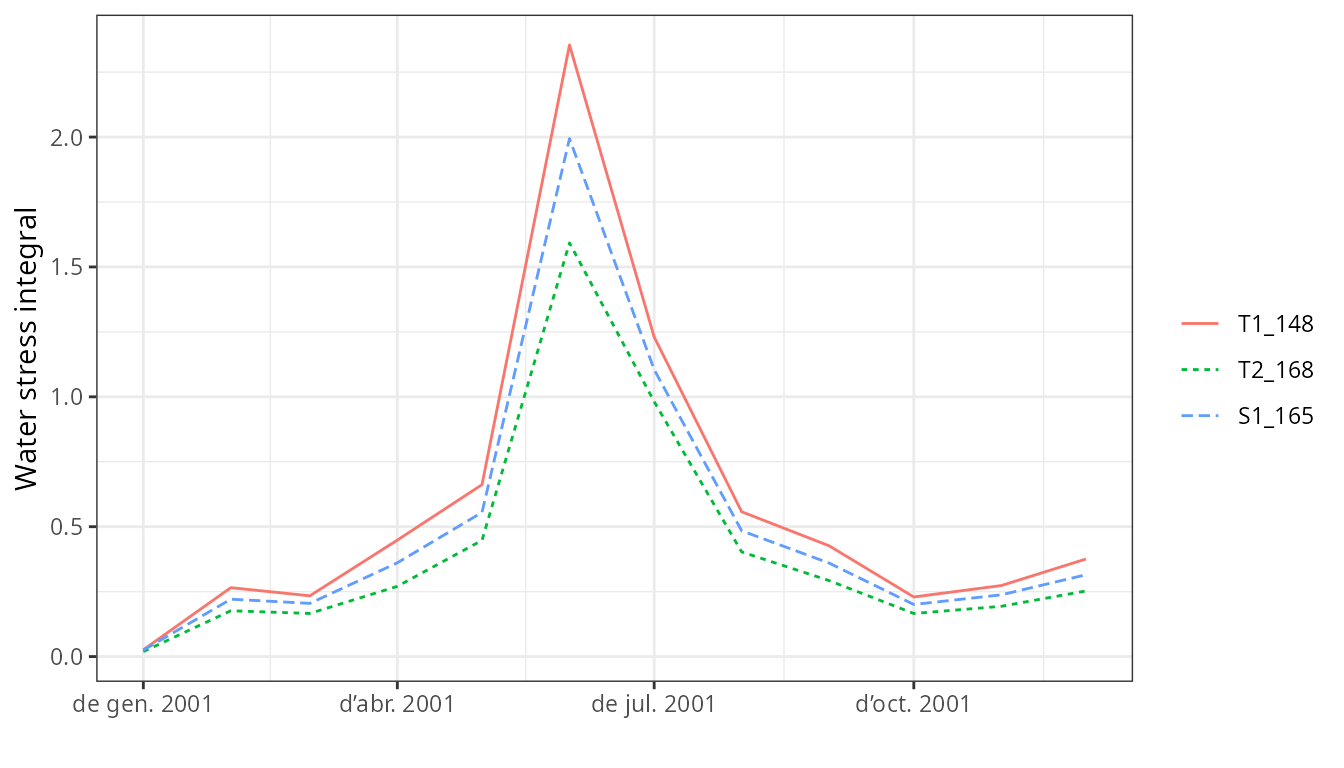 Water stress integral
2.0
1.5
1.0
0.5
0.0
de gen. 2001
d’abr. 2001
de jul. 2001
d’oct. 2001
T1_148
T2_168
S1_165